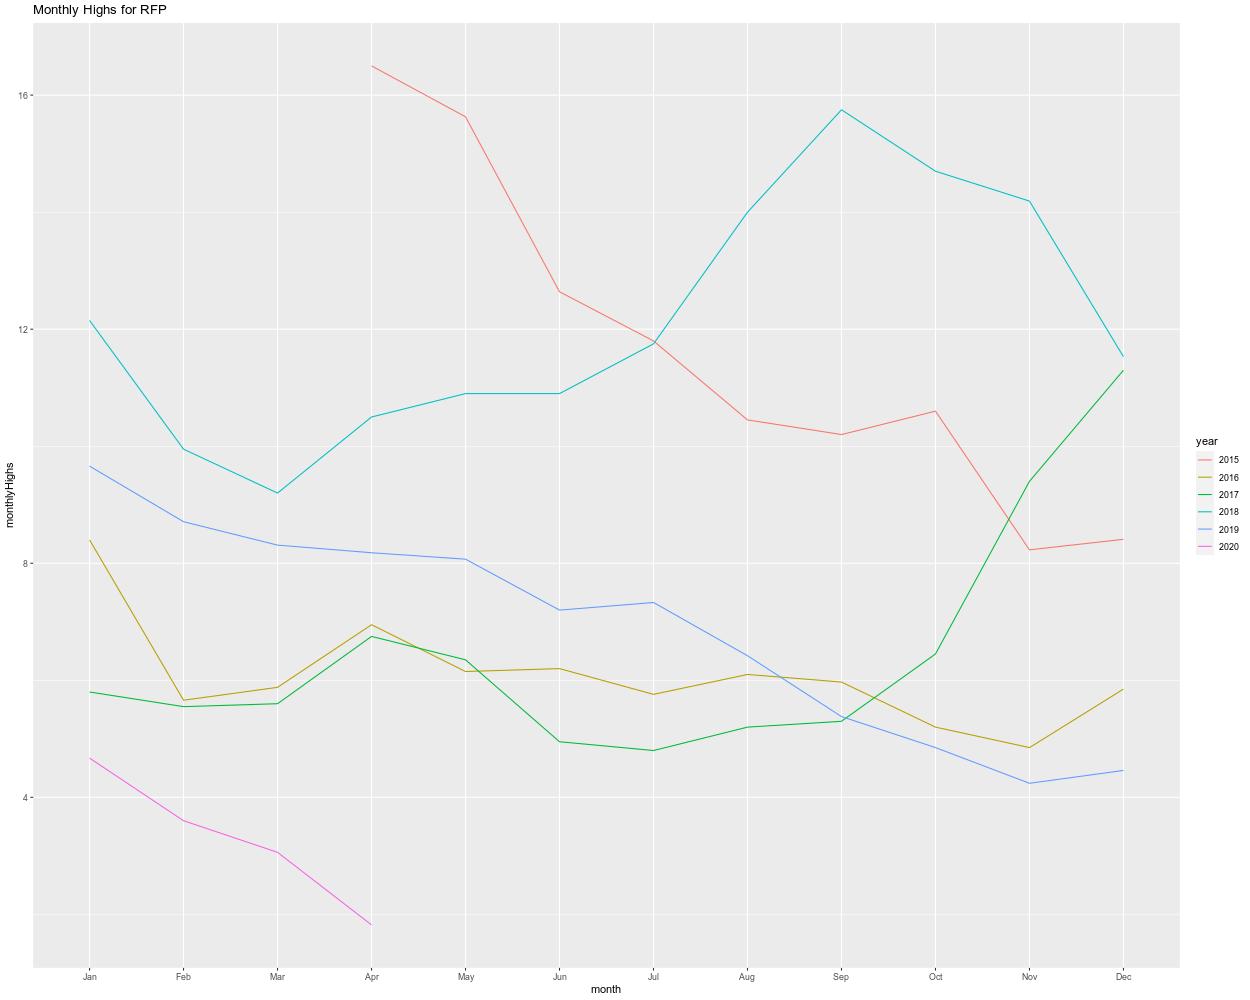 Monthly Highs for RFP
16
12
8
4
monthlyHighs
Jan Feb Mar Apr May Jun Jul Aug Sep Oct Nov Dec
month
year
2015
2016
2017
2018
2019
2020